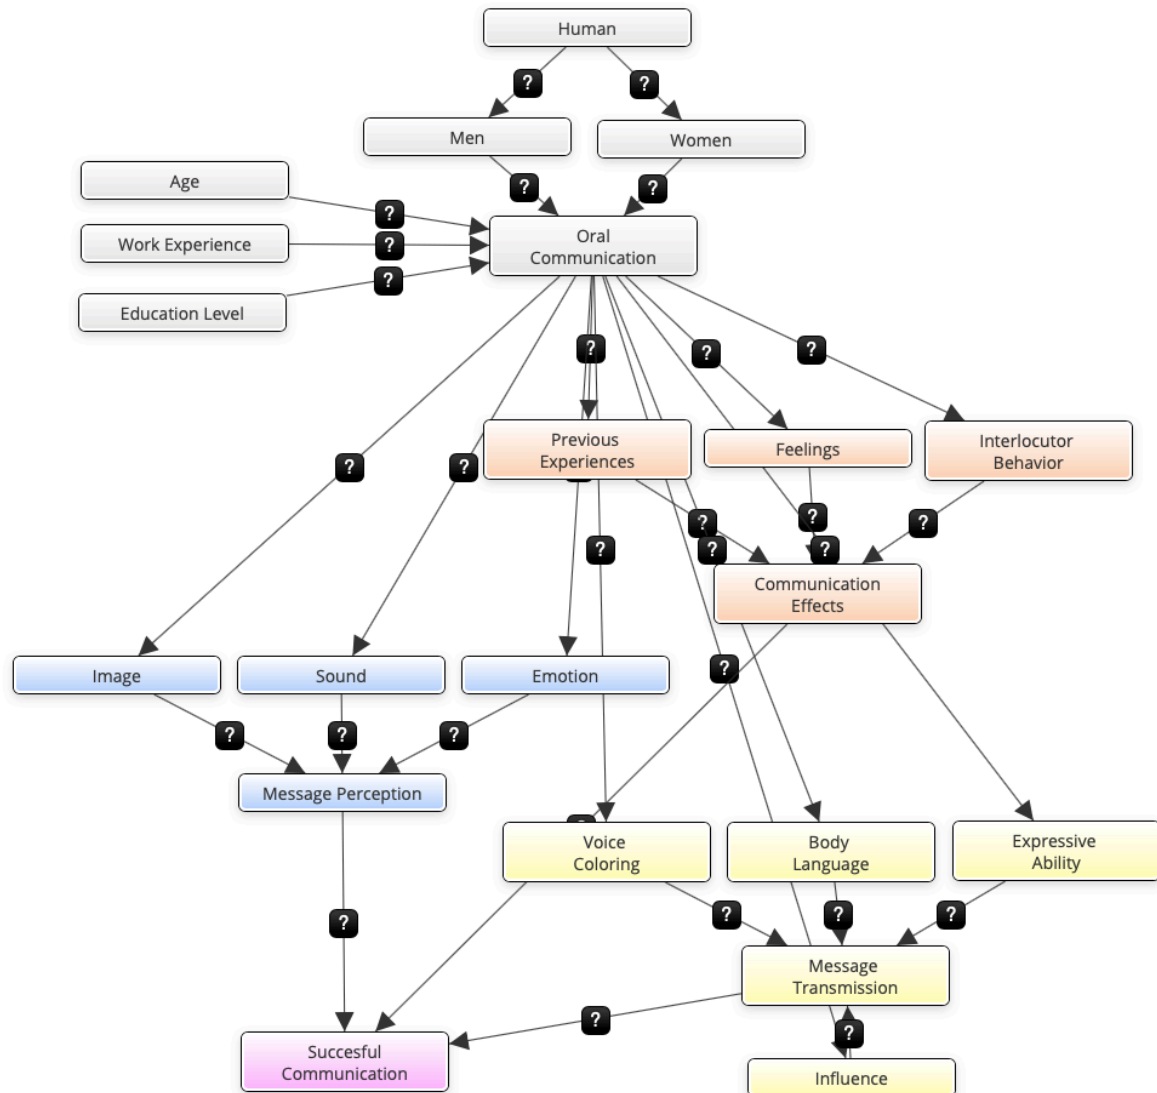 Human
?
?
Men
Women
Age
?
?
?
Work Experience
?
Oral
Communication
?
Education Level
?
?
?
Previous
Experiences
Feelings
Interlocutor
Behavior
?
?
?
?
?
?
?
?
Communication
Effects
?
Image
Sound
Emotion
?
?
?
Message Perception
Voice
Coloring
Body
Language
Expressive
Ability
?
?
?
?
Message
Transmission
?
?
Succesful
Communication
Influence